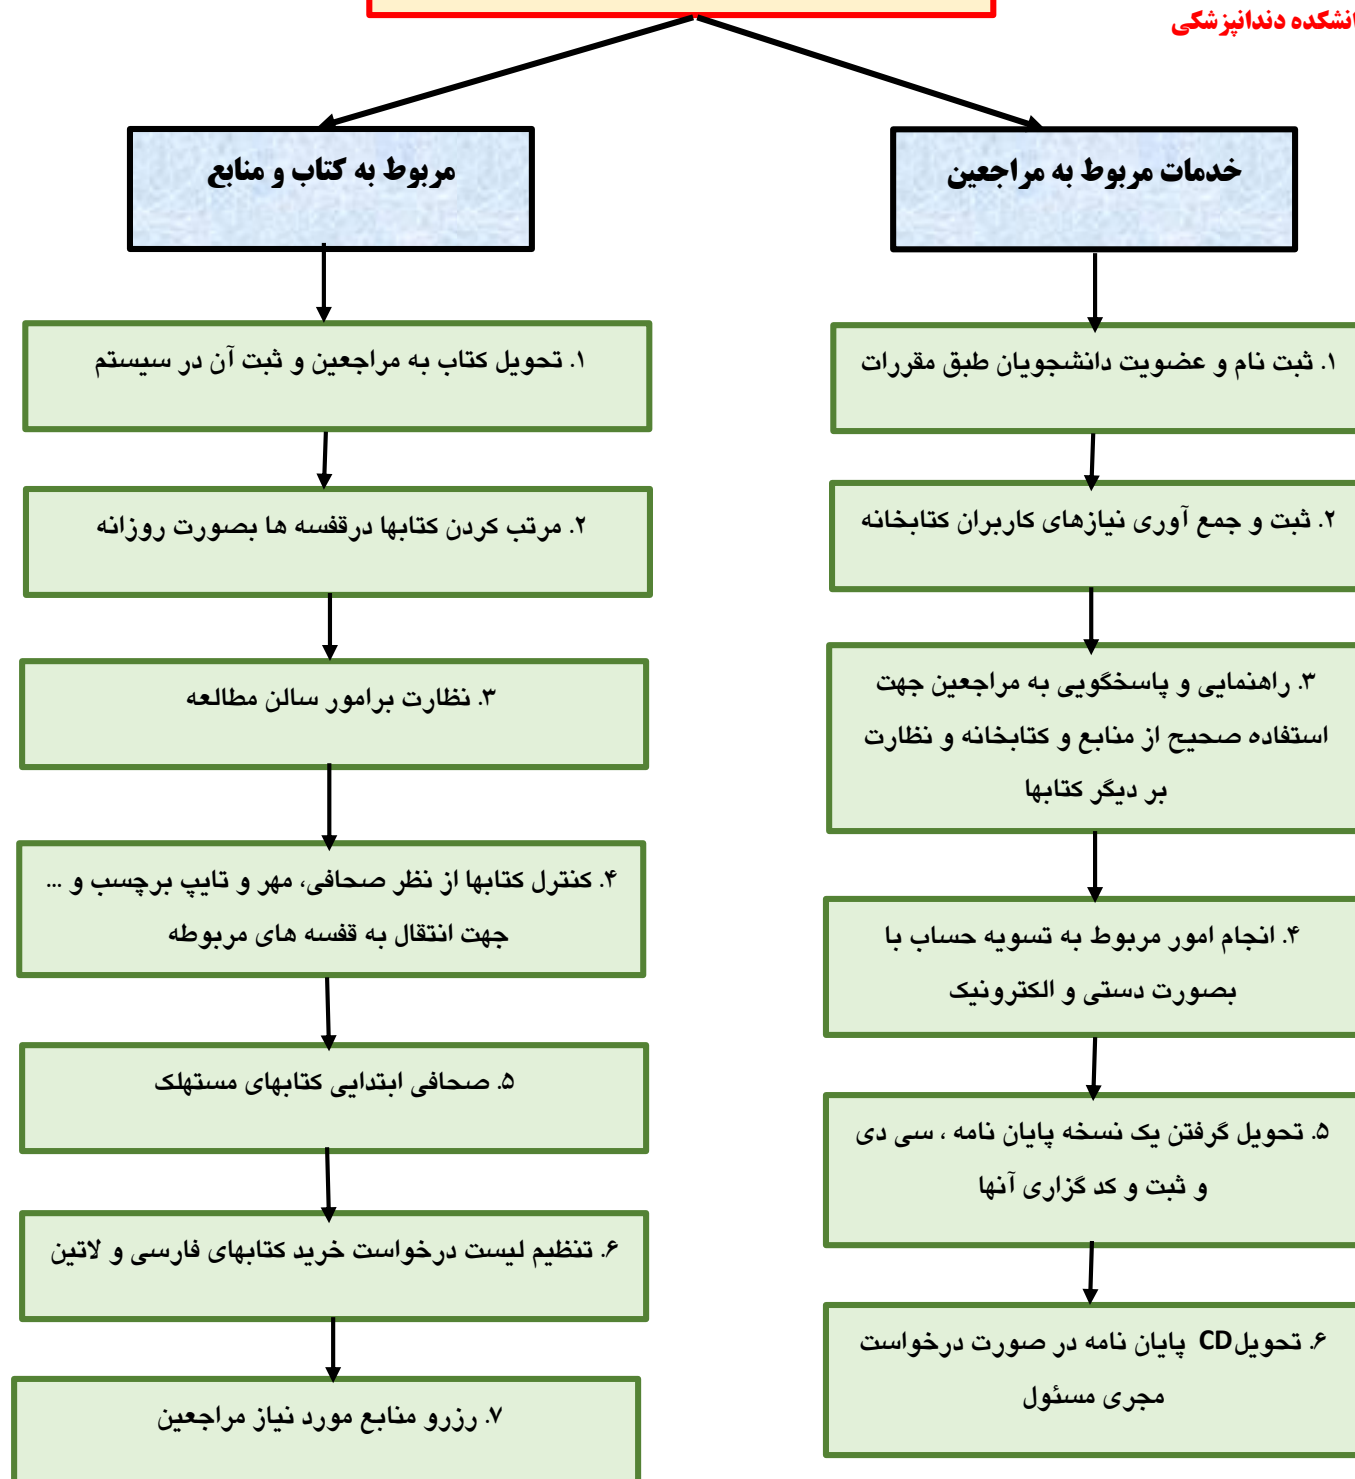 انشکده دندانپزشکی
خدمات مربوط به مراجعین
۱. ثبت نام و عضویت دانشجویان طبق مقررات
۲. ثبت و جمع آوری نیازهای کاربران کتابخانه
۳. راهنمایی و پاسخگویی به مراجعین جهت
استفاده صحیح از منابع و کتابخانه و نظارت
بر دیگر کتابها
۴. انجام امور مربوط به تسویه حساب با
بصورت دستی و الکترونیک
۵. تحویل گرفتن یک نسخه پایان نامه ، سی دی
و ثبت و کد گزاری آنها
۶. تحویلCD پایان نامه در صورت درخواست
مجری مسئول
مربوط به کتاب و منابع
۱. تحویل کتاب به مراجعین و ثبت آن در سیستم
۲. مرتب کردن کتابها درقفسه ها بصورت روزانه
۳. نظارت برامور سالن مطالعه
۴. کنترل کتابها از نظر صحافی، مهر و تایپ برچسب و ...
جهت انتقال به قفسه های مربوطه
۵. صحافی ابتدایی کتابهای مستهلک
۶. تنظیم لیست درخواست خرید کتابهای فارسی و لاتین
۷. رزرو منابع مورد نیاز مراجعین